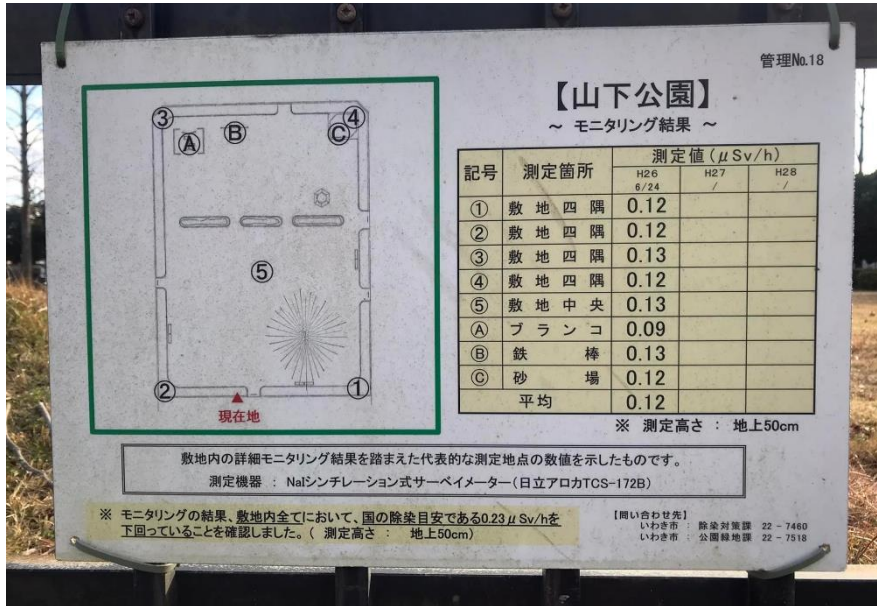 管理No.18
【山下公園】
～ モニタリング結果 ～
③ ④
Ⓐ Ⓑ Ⓒ
⑤
② ①
現在地
記号 測定箇所 測定値(μSv/h)
H26 H27 H28
6/24 / /
① 敷地四隅 0.12
② 敷地四隅 0.12
③ 敷地四隅 0.13
④ 敷地四隅 0.12
⑤ 敷地中央 0.13
Ⓐ ブランコ 0.09
Ⓑ 鉄棒 0.13
Ⓒ 砂場 0.12
平均 0.12
※ 測定高さ : 地上50cm
敷地内の詳細モニタリング結果を踏まえた代表的な測定地点の数値を示したものです。
測定機器 : NaIシンチレーション式サーベイメーター(日立アロカTCS-172B)
※ モニタリングの結果、敷地内全てにおいて、国の除染目安である0.23μSv/hを
下回っていることを確認しました。( 測定高さ : 地上50cm)
【問い合わせ先】
いわき市 : 除染対策課 22-7460
いわき市 : 公園緑地課 22-7518